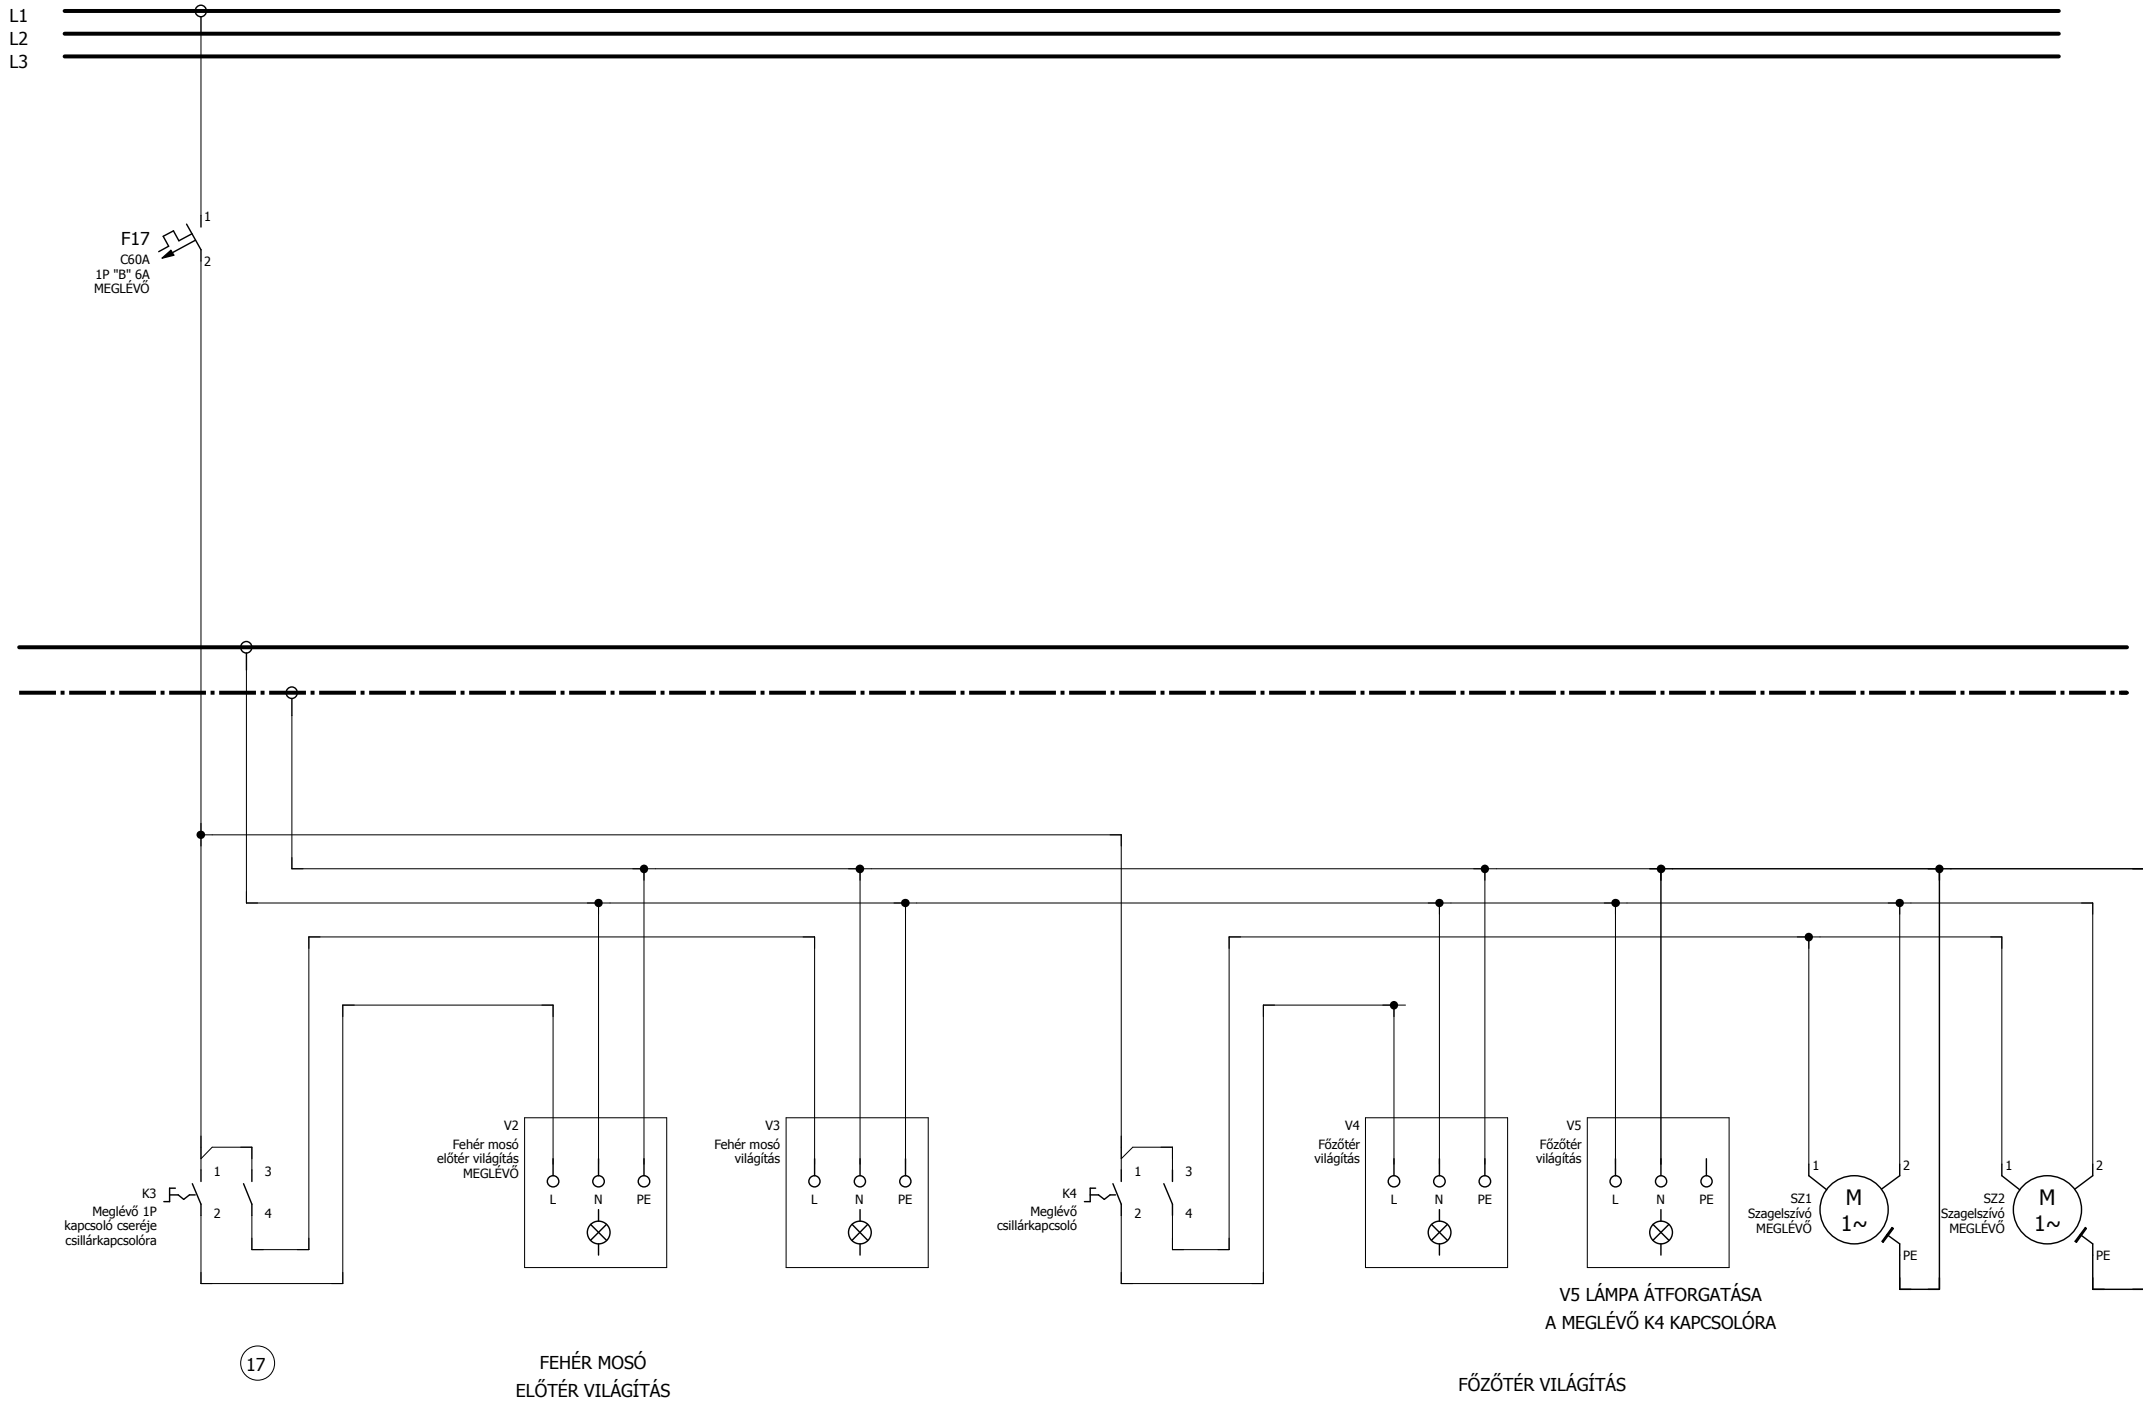 L1
L2
L3
1
F17
C60A
2
1P "B" 6A
MEGLÉVŐ
V2
Fehér mosó
előtér világítás
MEGLÉVŐ
L
N
PE
V3
Fehér mosó
világítás
L
N
PE
V4
Főzőtér
világítás
L
N
PE
V5
Főzőtér
világítás
L
N
PE
1
3
K3
Meglévő 1P
kapcsoló cseréje
csillárkapcsolóra
2
4
1
3
K4
Meglévő
csillárkapcsoló
2
4
1
2
SZ1
Szagelszívó
MEGLÉVŐ
M
1~
PE
1
2
SZ2
Szagelszívó
MEGLÉVŐ
M
1~
PE
V5 LÁMPA ÁTFORGATÁSA
A MEGLÉVŐ K4 KAPCSOLÓRA
17
FEHÉR MOSÓ
ELŐTÉR VILÁGÍTÁS
FŐZŐTÉR VILÁGÍTÁS